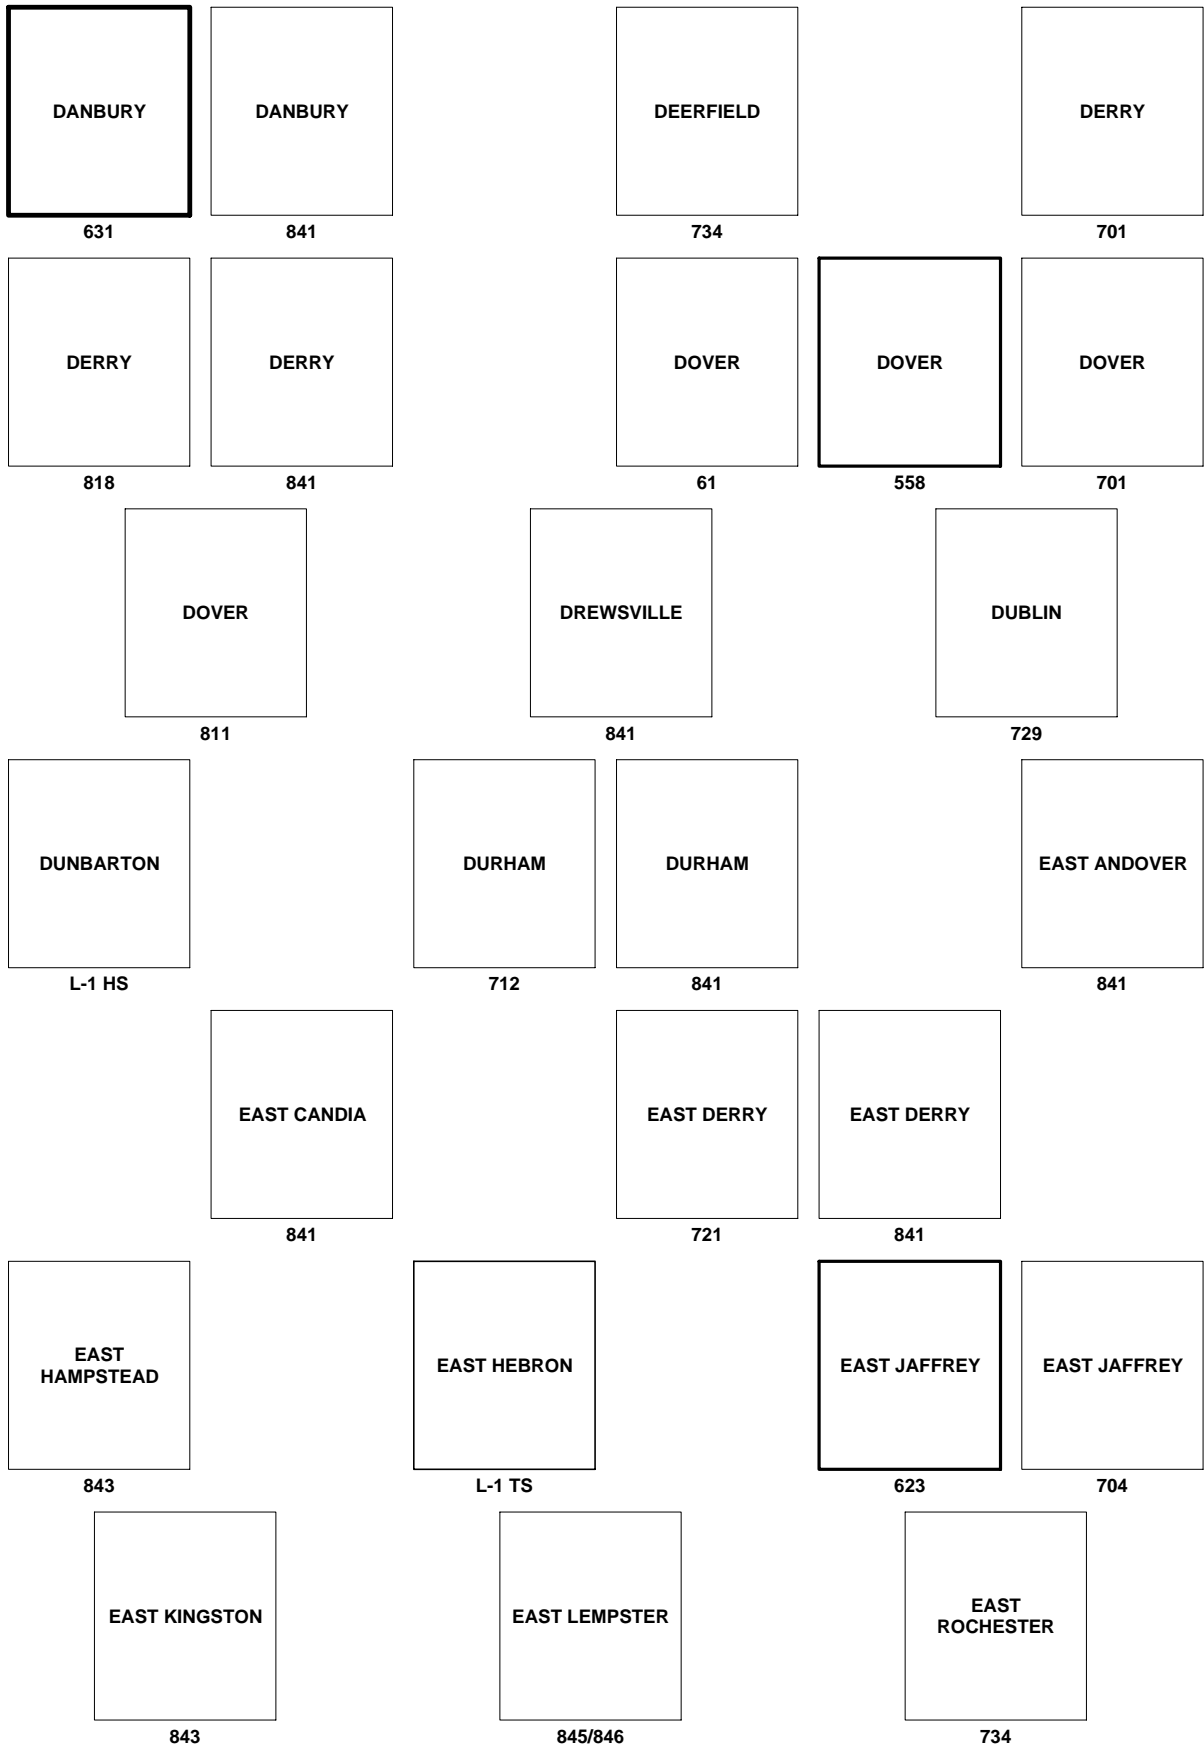 DANBURY DANBURY DEERFIELD DERRY
631 841 734 701
DERRY DERRY DOVER DOVER DOVER
818 841 61 558 701
DOVER DREWSVILLE DUBLIN
811 841 729
DUNBARTON DURHAM DURHAM EAST ANDOVER
L-1 HS 712 841 841
EAST CANDIA EAST DERRY EAST DERRY
841 721 841
EAST
HAMPSTEAD EAST HEBRON EAST JAFFREY EAST JAFFREY
843 L-1 TS 623 704
EAST KINGSTON EAST LEMPSTER EAST
ROCHESTER
843 845/846 734